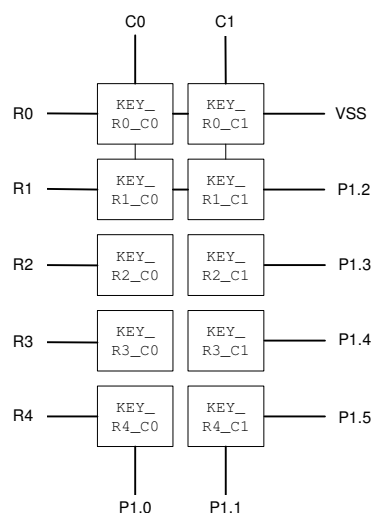 C0 C1
R0 KEY_ KEY_ VSS
R0_C0 R0_C1
R1 KEY_ KEY_ P1.2
R1_C0 R1_C1
R2 KEY_ KEY_ P1.3
R2_C0 R2_C1
R3 KEY_ KEY_ P1.4
R3_C0 R3_C1
R4 KEY_ KEY_ P1.5
R4_C0 R4_C1
P1.0 P1.1